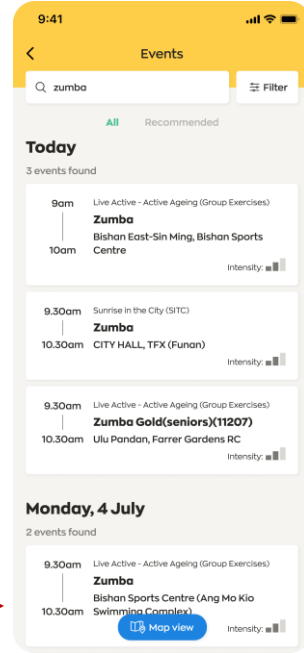 9:41
Events
zumba
Filter
All Recommended
Today
3 events found
9am
Live Active - Active Ageing (Group Exercises)
Zumba
Bishan East-Sin Ming, Bishan Sports
10am
Centre
Intensity:
9.30am
Sunrise in the City (SITC)
Zumba
10.30am
CITY HALL, TFX (Funan)
Intensity:
9.30am
Live Active - Active Ageing (Group Exercises)
Zumba Gold(seniors)(11207)
10.30am
Ulu Pandan, Farrer Gardens RC
Intensity:
Monday, 4 July
2 events found
9.30am
Live Active - Active Ageing (Group Exercises)
Zumba
Bishan Sports Centre (Ang Mo Kio
10.30am
Swimming Complex)
Map view
Intensity: